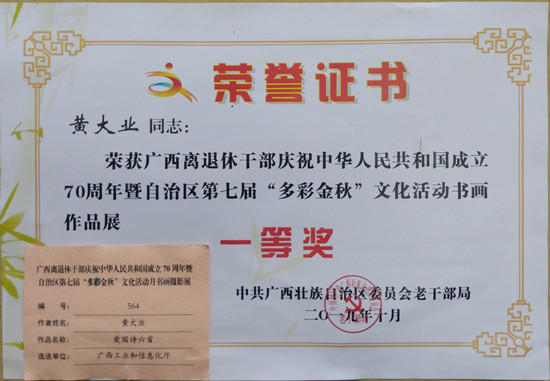 荣誉证书
黄大业 同志：
荣获广西离退休干部庆祝中华人民共和国成立
70周年暨自治区第七届“多彩金秋”文化活动书画
作品展
一等奖
中共广西壮族自治区委员会老干部局
二〇一九年十月
广西离退休干部庆祝中华人民共和国成立 70 周年暨
自治区第七届“多彩金秋”文化活动月书画摄影展
编 号： 564
作者姓名： 黄大业
作品名称： 爱国诗六首
选送单位： 广西工业和信息化厅